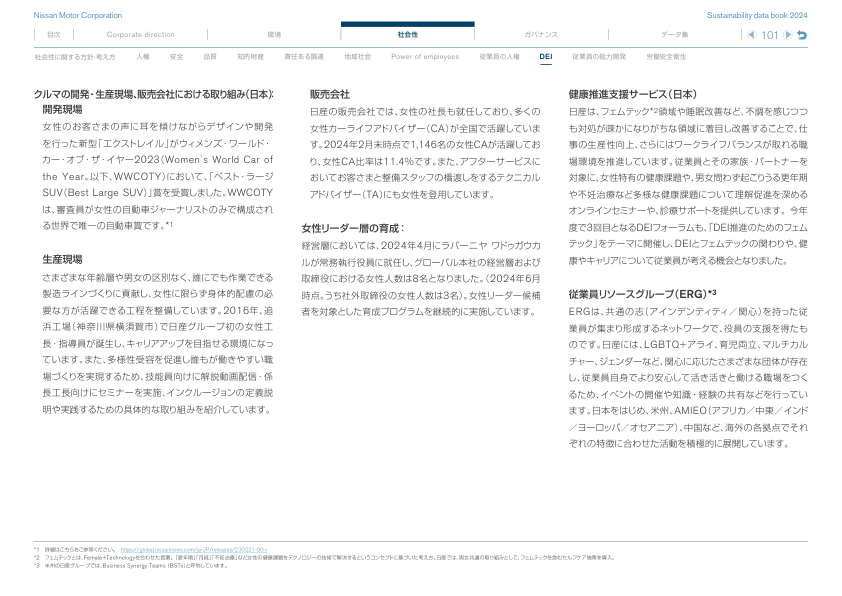 Nissan Motor Corporation
Sustainability data book 2024
目次
Corporate direction
環境
社会性
ガバナンス
データ集
101
社会性に関する方針・考え方
人権
安全
品質
知的財産
責任ある調達
地域社会
Power of employees
従業員の人権
DEI
従業員の能力開発
労働安全衛生
クルマの開発・生産現場、販売会社における取り組み(日本):
開発現場
女性のお客さまの声に耳を傾けながらデザインや開発
を行った新型「エクストレイル」がウィメンズ・ワールド・
カー・オブ・ザ・イヤー2023(Women's World Car of
the Year。以下、WWCOTY)において、「ベスト・ラージ
SUV(Best Large SUV)」賞を受賞しました。WWCOTY
は、審査員が女性の自動車ジャーナリストのみで構成され
る世界で唯一の自動車賞です。*1
生産現場
さまざまな年齢層や男女の区別なく、誰にでも作業できる
製造ラインづくりに貢献し、女性に限らず身体的配慮の必
要な方が活躍できる工程を整備しています。2016年、追
浜工場(神奈川県横須賀市)で日産グループ初の女性工
長・指導員が誕生し、キャリアアップを目指せる環境になっ
ています。また、多様性受容を促進し誰もが働きやすい職
場づくりを実現するため、技能員向けに解説動画配信・係
長工長向けにセミナーを実施、インクルージョンの定義説
明や実践するための具体的な取り組みを紹介しています。
販売会社
日産の販売会社では、女性の社長も就任しており、多くの
女性カーライフアドバイザー(CA)が全国で活躍していま
す。2024年2月末時点で1,146名の女性CAが活躍してお
り、女性CA比率は11.4%です。また、アフターサービスに
おいてお客さまと整備スタッフの橋渡しをするテクニカル
アドバイザー(TA)にも女性を登用しています。
女性リーダー層の育成:
経営層においては、2024年4月にラバーニヤ ワドゥガウカ
ルが常務執行役員に就任し、グローバル本社の経営層および
取締役における女性人数は8名となりました。(2024年6月
時点。うち社外取締役の女性人数は3名)。女性リーダー候補
者を対象とした育成プログラムを継続的に実施しています。
健康推進支援サービス(日本)
日産は、フェムテック*2領域や睡眠改善など、不調を感じつつ
も対処が疎かになりがちな領域に着目し改善することで、仕
事の生産性向上、さらにはワークライフバランスが取れる職
場環境を推進しています。従業員とその家族・パートナーを
対象に、女性特有の健康課題や、男女問わず起こりうる更年期
や不妊治療など多様な健康課題について理解促進を深める
オンラインセミナーや、診療サポートを提供しています。 今年
度で3回目となるDEIフォーラムも、「DEI推進のためのフェム
テック」をテーマに開催し、DEIとフェムテックの関わりや、健
康やキャリアについて従業員が考える機会となりました。
従業員リソースグループ(ERG)*3
ERGは、共通の志(アインデンティティ/関心)を持った従
業員が集まり形成するネットワークで、役員の支援を得たも
のです。日産には、LGBTQ+アライ、育児両立、マルチカル
チャー、ジェンダーなど、関心に応じたさまざまな団体が存在
し、従業員自身でより安心して活き活きと働ける職場をつく
るため、イベントの開催や知識・経験の共有などを行ってい
ます。日本をはじめ、米州、AMIEO(アフリカ/中東/インド
/ヨーロッパ/オセアニア)、中国など、海外の各拠点でそれ
ぞれの特徴に合わせた活動を積極的に展開しています。
*1 詳細はこちらをご参照ください。 https://global.nissannews.com/ja-JP/releases/230221-00-j
*2 フェムテックとは、Female+Technologyを合わせた言葉。「更年期」「月経」「不妊治療」など女性の健康課題をテクノロジーの技術で解決するというコンセプトに基づいた考え方。日産では、男女共通の取り組みとして、フェムテックを含むセルフケア施策を導入。
*3 米州の日産グループでは、Business Synergy Teams (BSTs)と呼称しています。